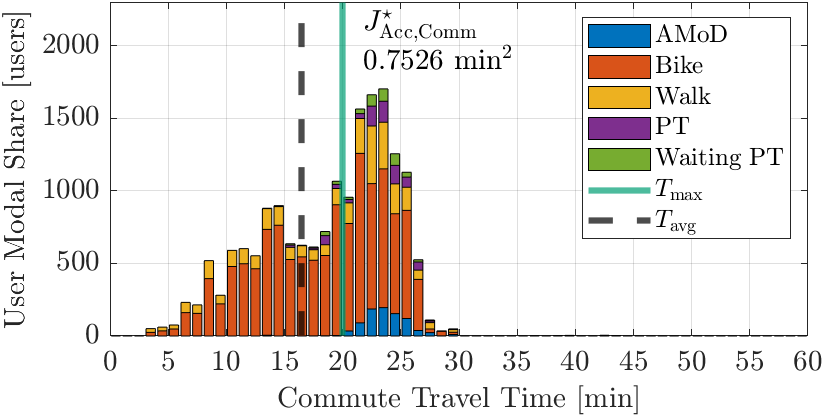 User Modal Share [users]
2000
1500
1000
500
0
J⋆Acc,Comm
0.7526 min²
AMoD
Bike
Walk
PT
Waiting PT
Tmax
Tavg
0 5 10 15 20 25 30 35 40 45 50 55 60
Commute Travel Time [min]